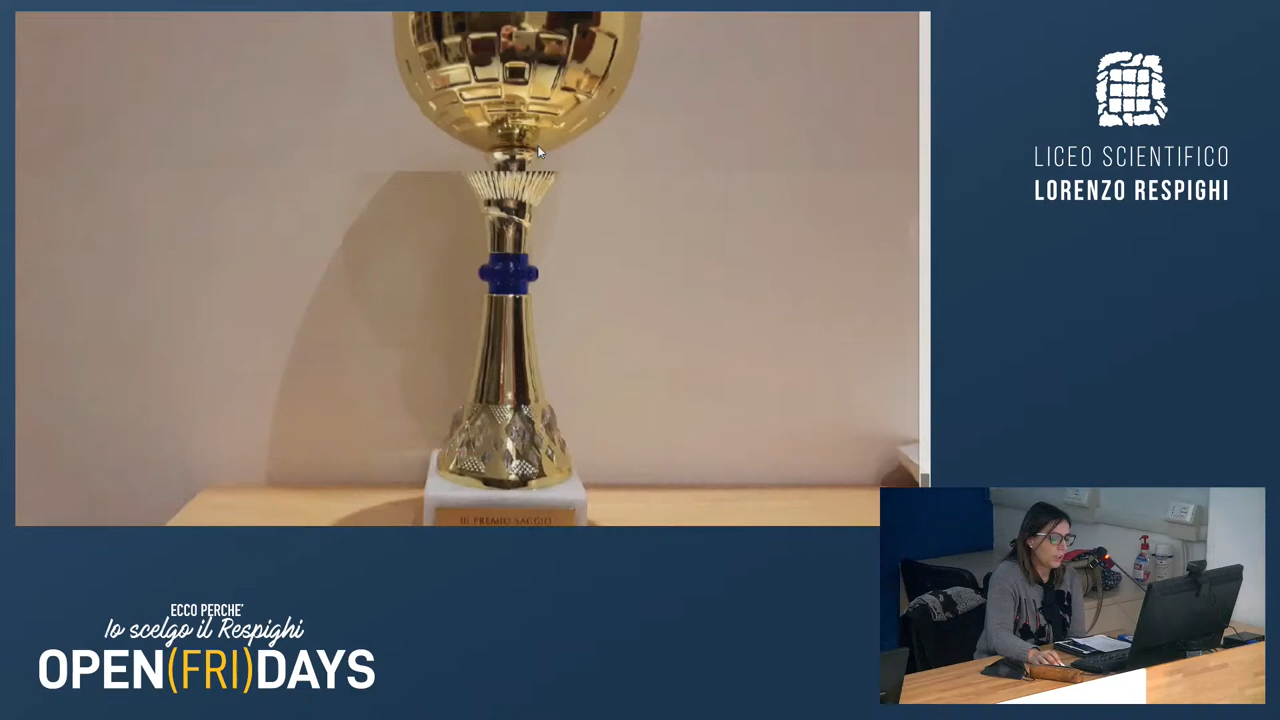 LICEO SCIENTIFICO
LORENZO RESPIGHI
III PREMIO SAGGIO
ECCO PERCHE'
Io scelgo il Respighi
OPEN(FRI)DAYS